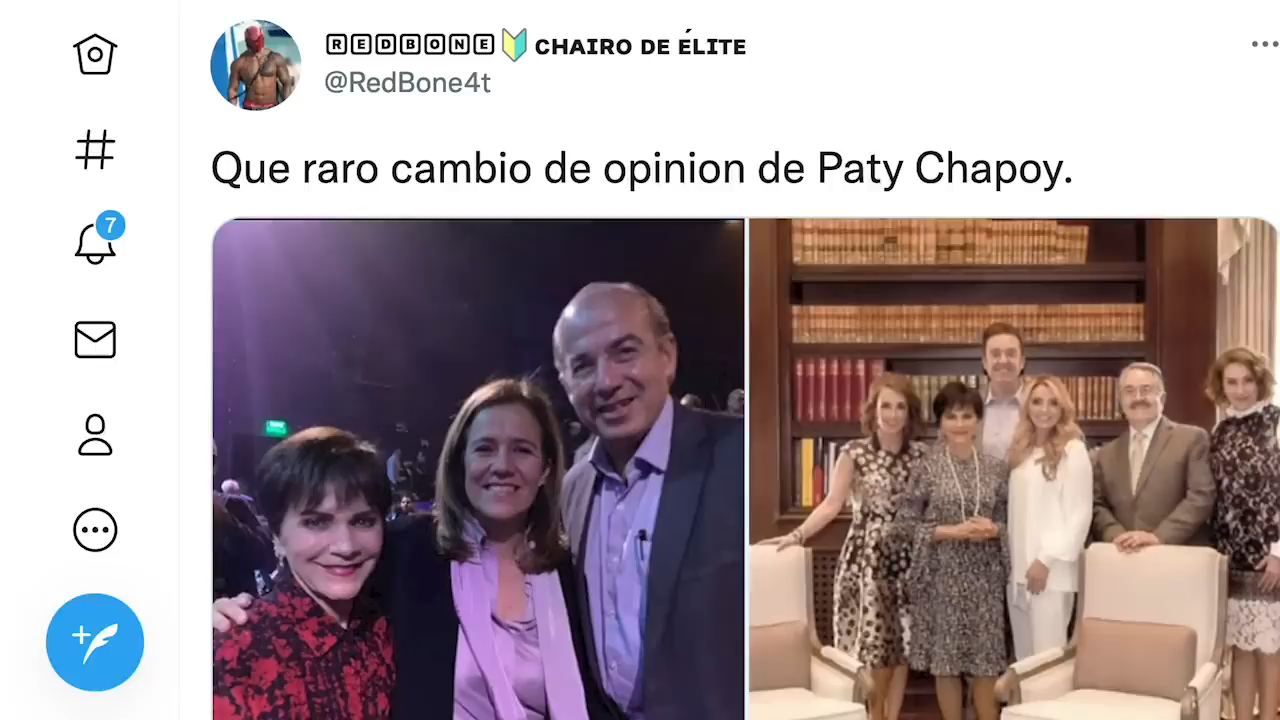 REDBONE🔰 CHAIRO DE ÉLITE
@RedBone4t
7
Que raro cambio de opinion de Paty Chapoy.